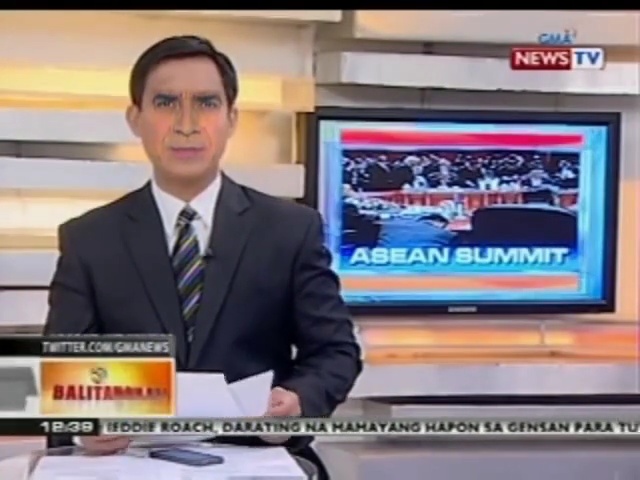 GMA
NEWS TV
ASEAN SUMMIT
TWITTER.COM/GMANEWS
12:39 EDDIE ROACH, DARATING NA MAMAYANG HAPON SA GENSAN PARA TU